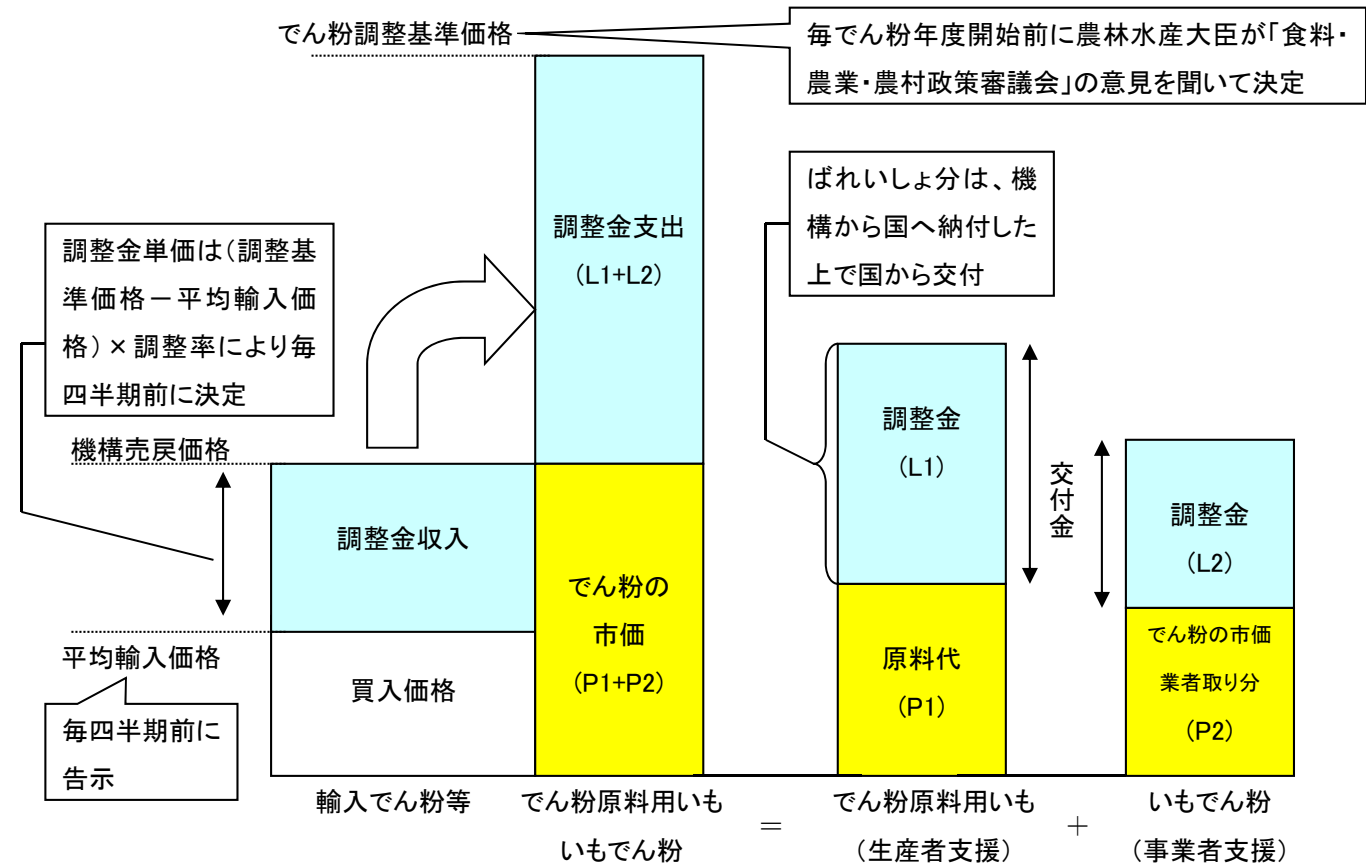 でん粉調整基準価格
毎でん粉年度開始前に農林水産大臣が「食料・
農業・農村政策審議会」の意見を聞いて決定
調整金単価は(調整基
準価格－平均輸入価
格)×調整率により毎
四半期前に決定
調整金支出
(L1+L2)
ばれいしょ分は、機
構から国へ納付した
上で国から交付
機構売戻価格
調整金収入
平均輸入価格
買入価格
毎四半期前に
告示
でん粉の
市価
(P1+P2)
調整金
(L1)
原料代
(P1)
交付金
調整金
(L2)
でん粉の市価
業者取り分
(P2)
輸入でん粉等
でん粉原料用いも
いもでん粉
＝
でん粉原料用いも
(生産者支援)
＋
いもでん粉
(事業者支援)